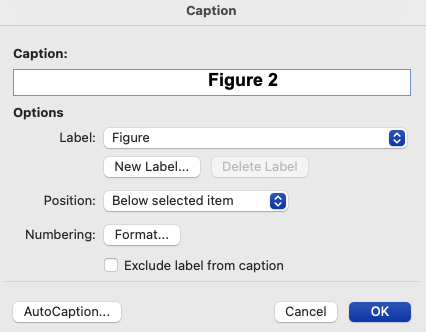 Caption
Caption:
Figure 2
Options
Label: Figure
New Label... Delete Label
Position: Below selected item
Numbering: Format...
Exclude label from caption
AutoCaption... Cancel OK